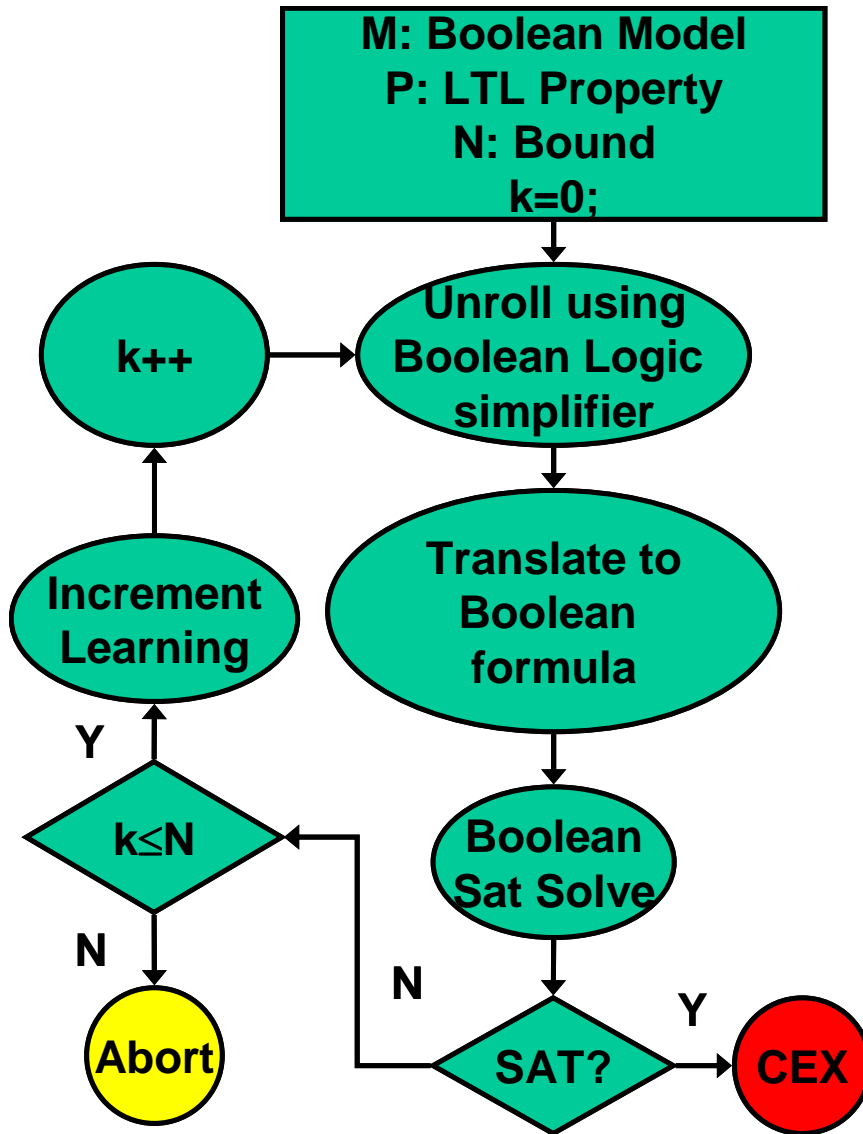 M: Boolean Model
P: LTL Property
N: Bound
k=0;
Unroll using
Boolean Logic
simplifier
k++
Translate to
Boolean
formula
Increment
Learning
Y
k≤N
Boolean
Sat Solve
N
N
Y
Abort
SAT?
CEX